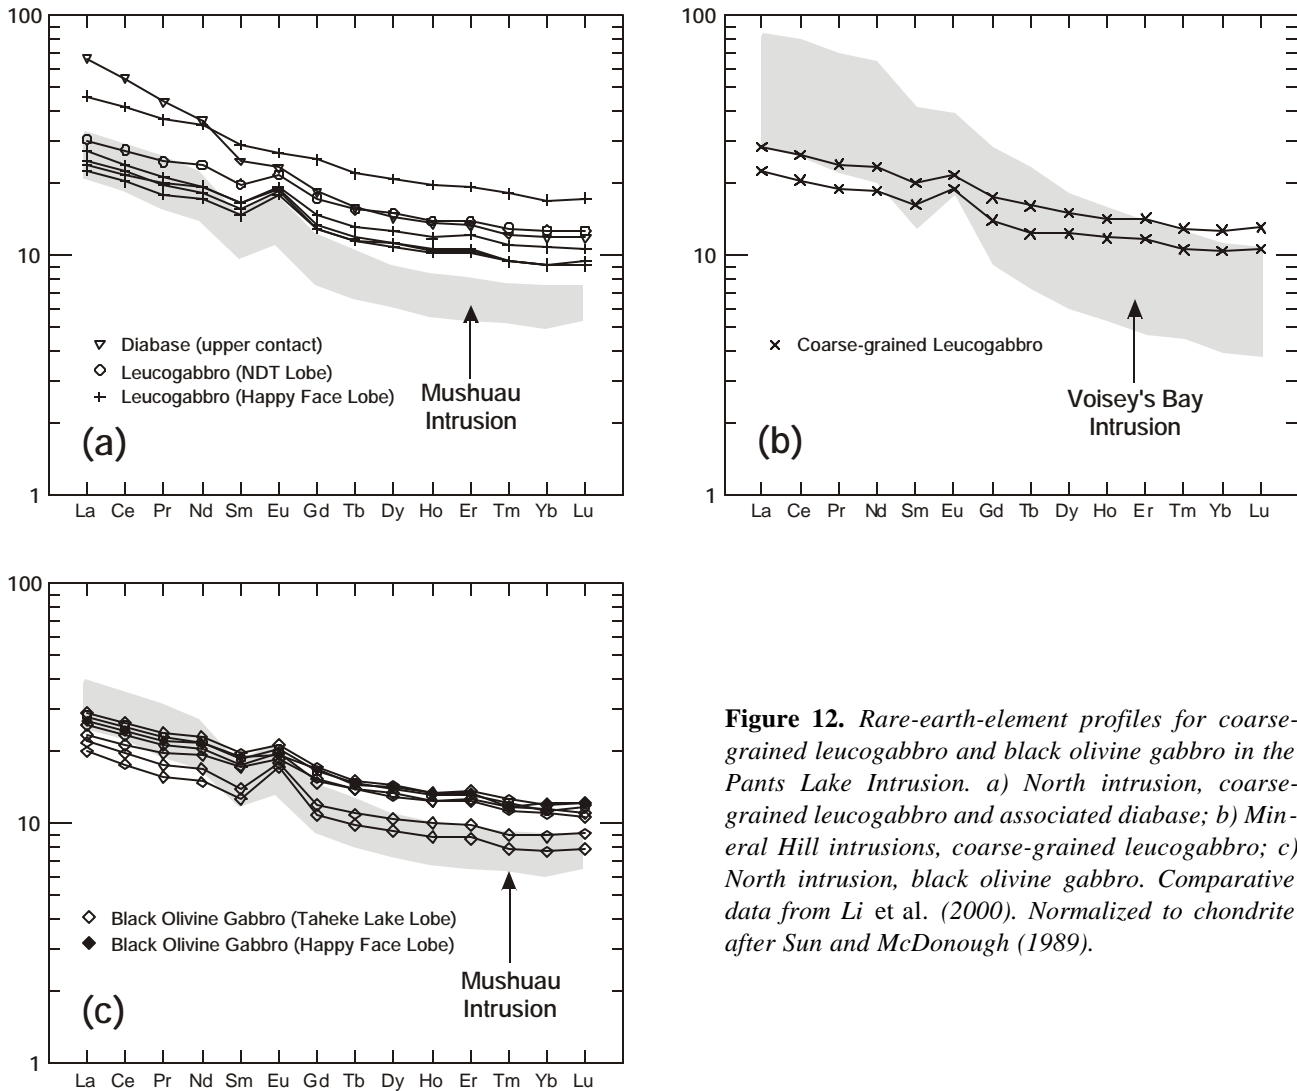 100
10
1
Diabase (upper contact)
Leucogabbro (NDT Lobe)
Leucogabbro (Happy Face Lobe)
Mushuau
Intrusion
(a)
La Ce Pr Nd Sm Eu Gd Tb Dy Ho Er Tm Yb Lu
100
10
1
Coarse-grained Leucogabbro
Voisey's Bay
Intrusion
(b)
La Ce Pr Nd Sm Eu Gd Tb Dy Ho Er Tm Yb Lu
100
10
1
Black Olivine Gabbro (Taheke Lake Lobe)
Black Olivine Gabbro (Happy Face Lobe)
Mushuau
Intrusion
(c)
La Ce Pr Nd Sm Eu Gd Tb Dy Ho Er Tm Yb Lu
Figure 12. Rare-earth-element profiles for coarse-
grained leucogabbro and black olivine gabbro in the
Pants Lake Intrusion. a) North intrusion, coarse-
grained leucogabbro and associated diabase; b) Min-
eral Hill intrusions, coarse-grained leucogabbro; c)
North intrusion, black olivine gabbro. Comparative
data from Li et al. (2000). Normalized to chondrite
after Sun and McDonough (1989).